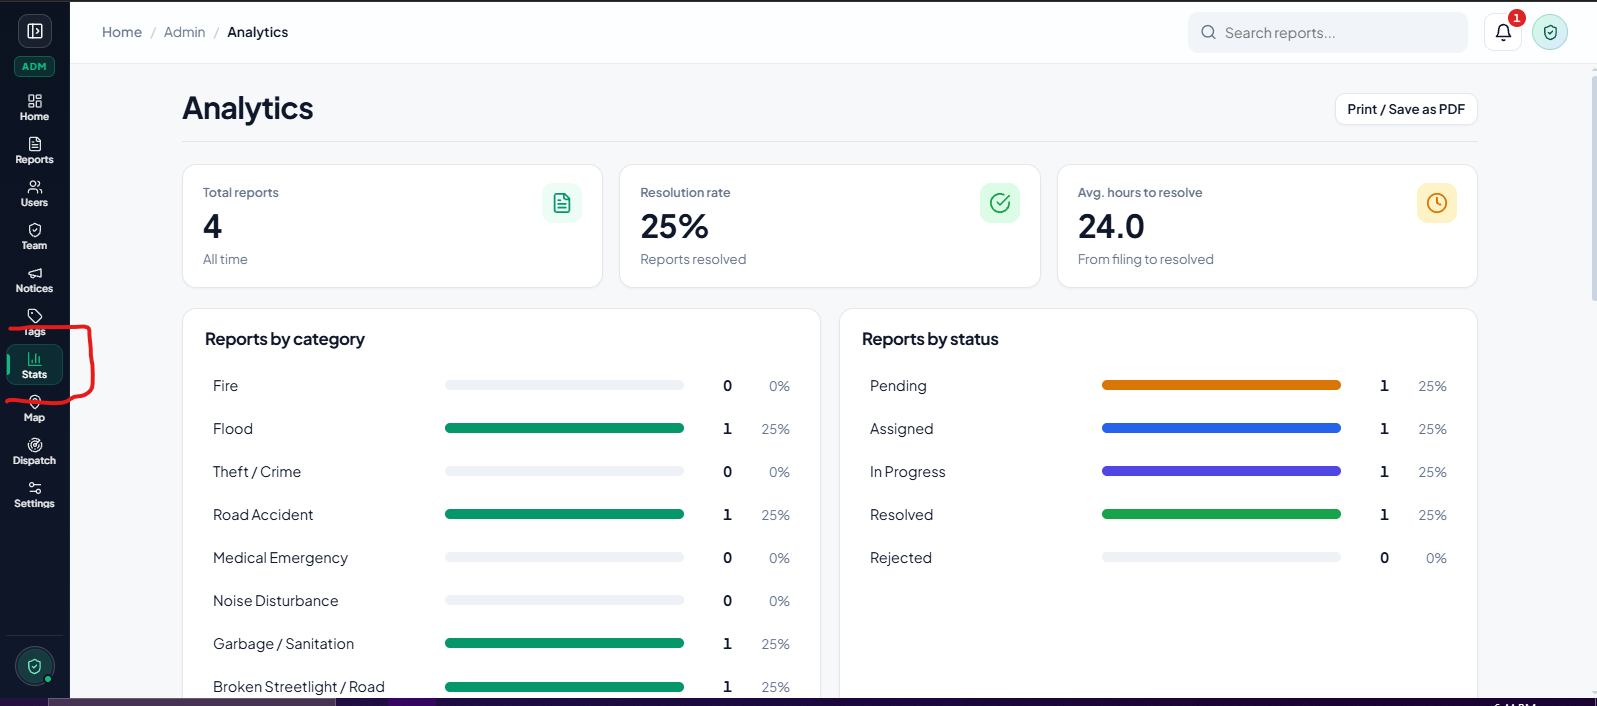 Home / Admin / Analytics
Search reports...
1
ADM
Home
Reports
Users
Team
Notices
Tags
Stats
Map
Dispatch
Settings
Analytics
Print / Save as PDF
Total reports
4
All time
Resolution rate
25%
Reports resolved
Avg. hours to resolve
24.0
From filing to resolved
Reports by category
Fire 0 0%
Flood 1 25%
Theft / Crime 0 0%
Road Accident 1 25%
Medical Emergency 0 0%
Noise Disturbance 0 0%
Garbage / Sanitation 1 25%
Broken Streetlight / Road 1 25%
Reports by status
Pending 1 25%
Assigned 1 25%
In Progress 1 25%
Resolved 1 25%
Rejected 0 0%